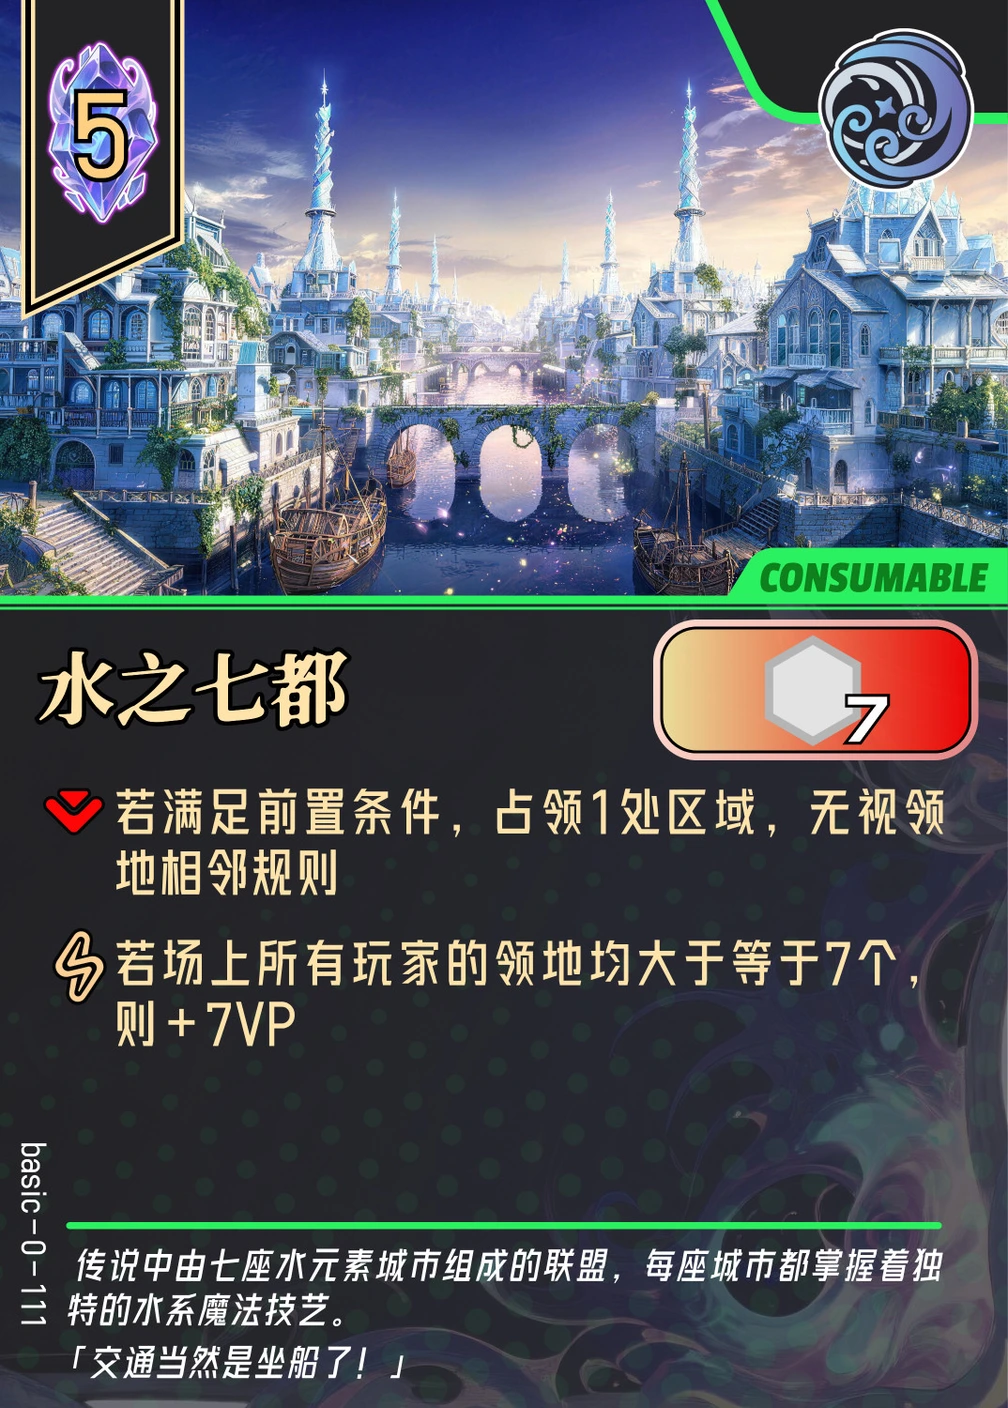 5
CONSUMABLE
水之七都
7
若满足前置条件，占领1处区域，无视领
地相邻规则
若场上所有玩家的领地均大于等于7个，
则+7VP
basic-0-111
传说中由七座水元素城市组成的联盟，每座城市都掌握着独
特的水系魔法技艺。
「交通当然是坐船了！」